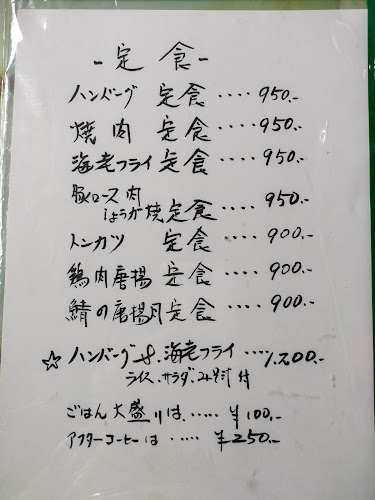 -定食-
ハンバーグ 定食 ‥‥ 950.-
焼肉 定食 ‥‥ 950.-
海老フライ 定食 ‥‥ 950.-
豚ロース肉
しょうが焼定食 ‥‥ 950.-
トンカツ 定食 ‥‥ 900.-
鶏肉唐揚 定食 ‥‥ 900.-
鯖の唐揚定食 ‥‥ 900.-
☆ ハンバーグ &. 海老フライ ‥‥ 1.200.-
ライス.サラダ.みそ汁 付
ごはん大盛りは‥‥‥ ¥100.-
アフターコーヒーは ‥‥‥ ¥250.-